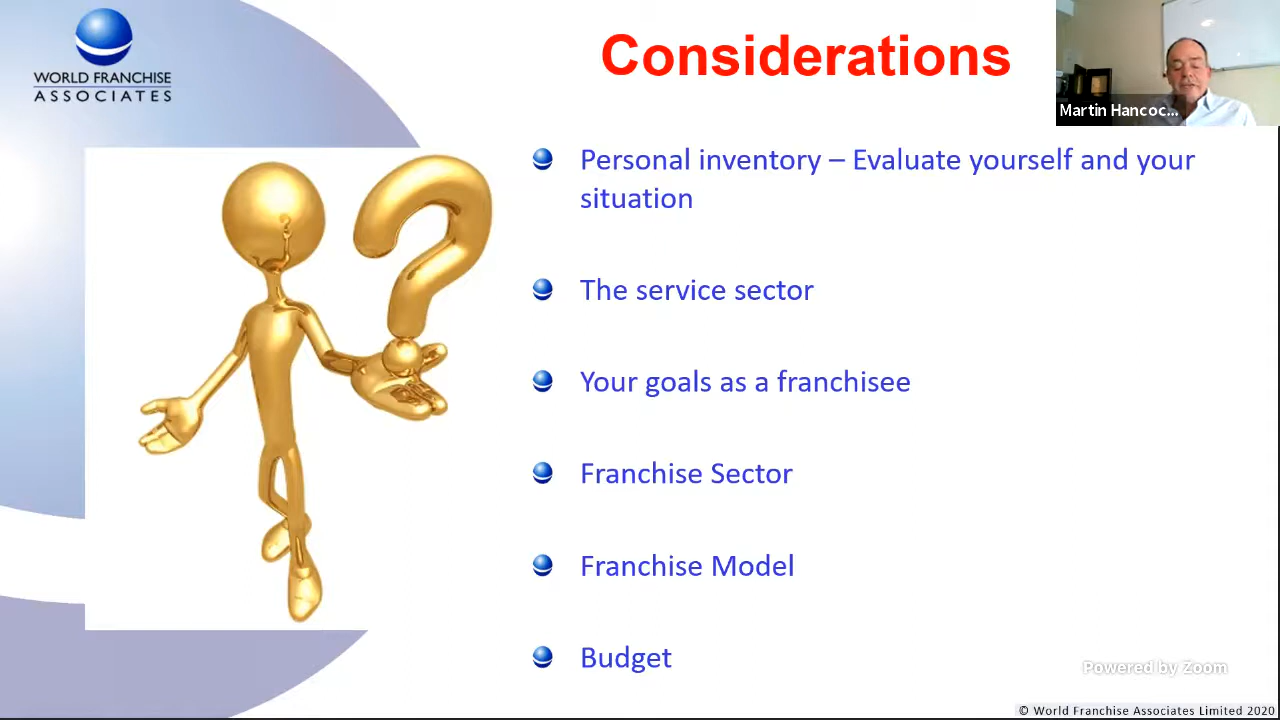 WORLD FRANCHISE
ASSOCIATES
Considerations
Martin Hancoc...
Personal inventory – Evaluate yourself and your
situation
The service sector
Your goals as a franchisee
Franchise Sector
Franchise Model
Budget
Powered by Zoom
© World Franchise Associates Limited 2020